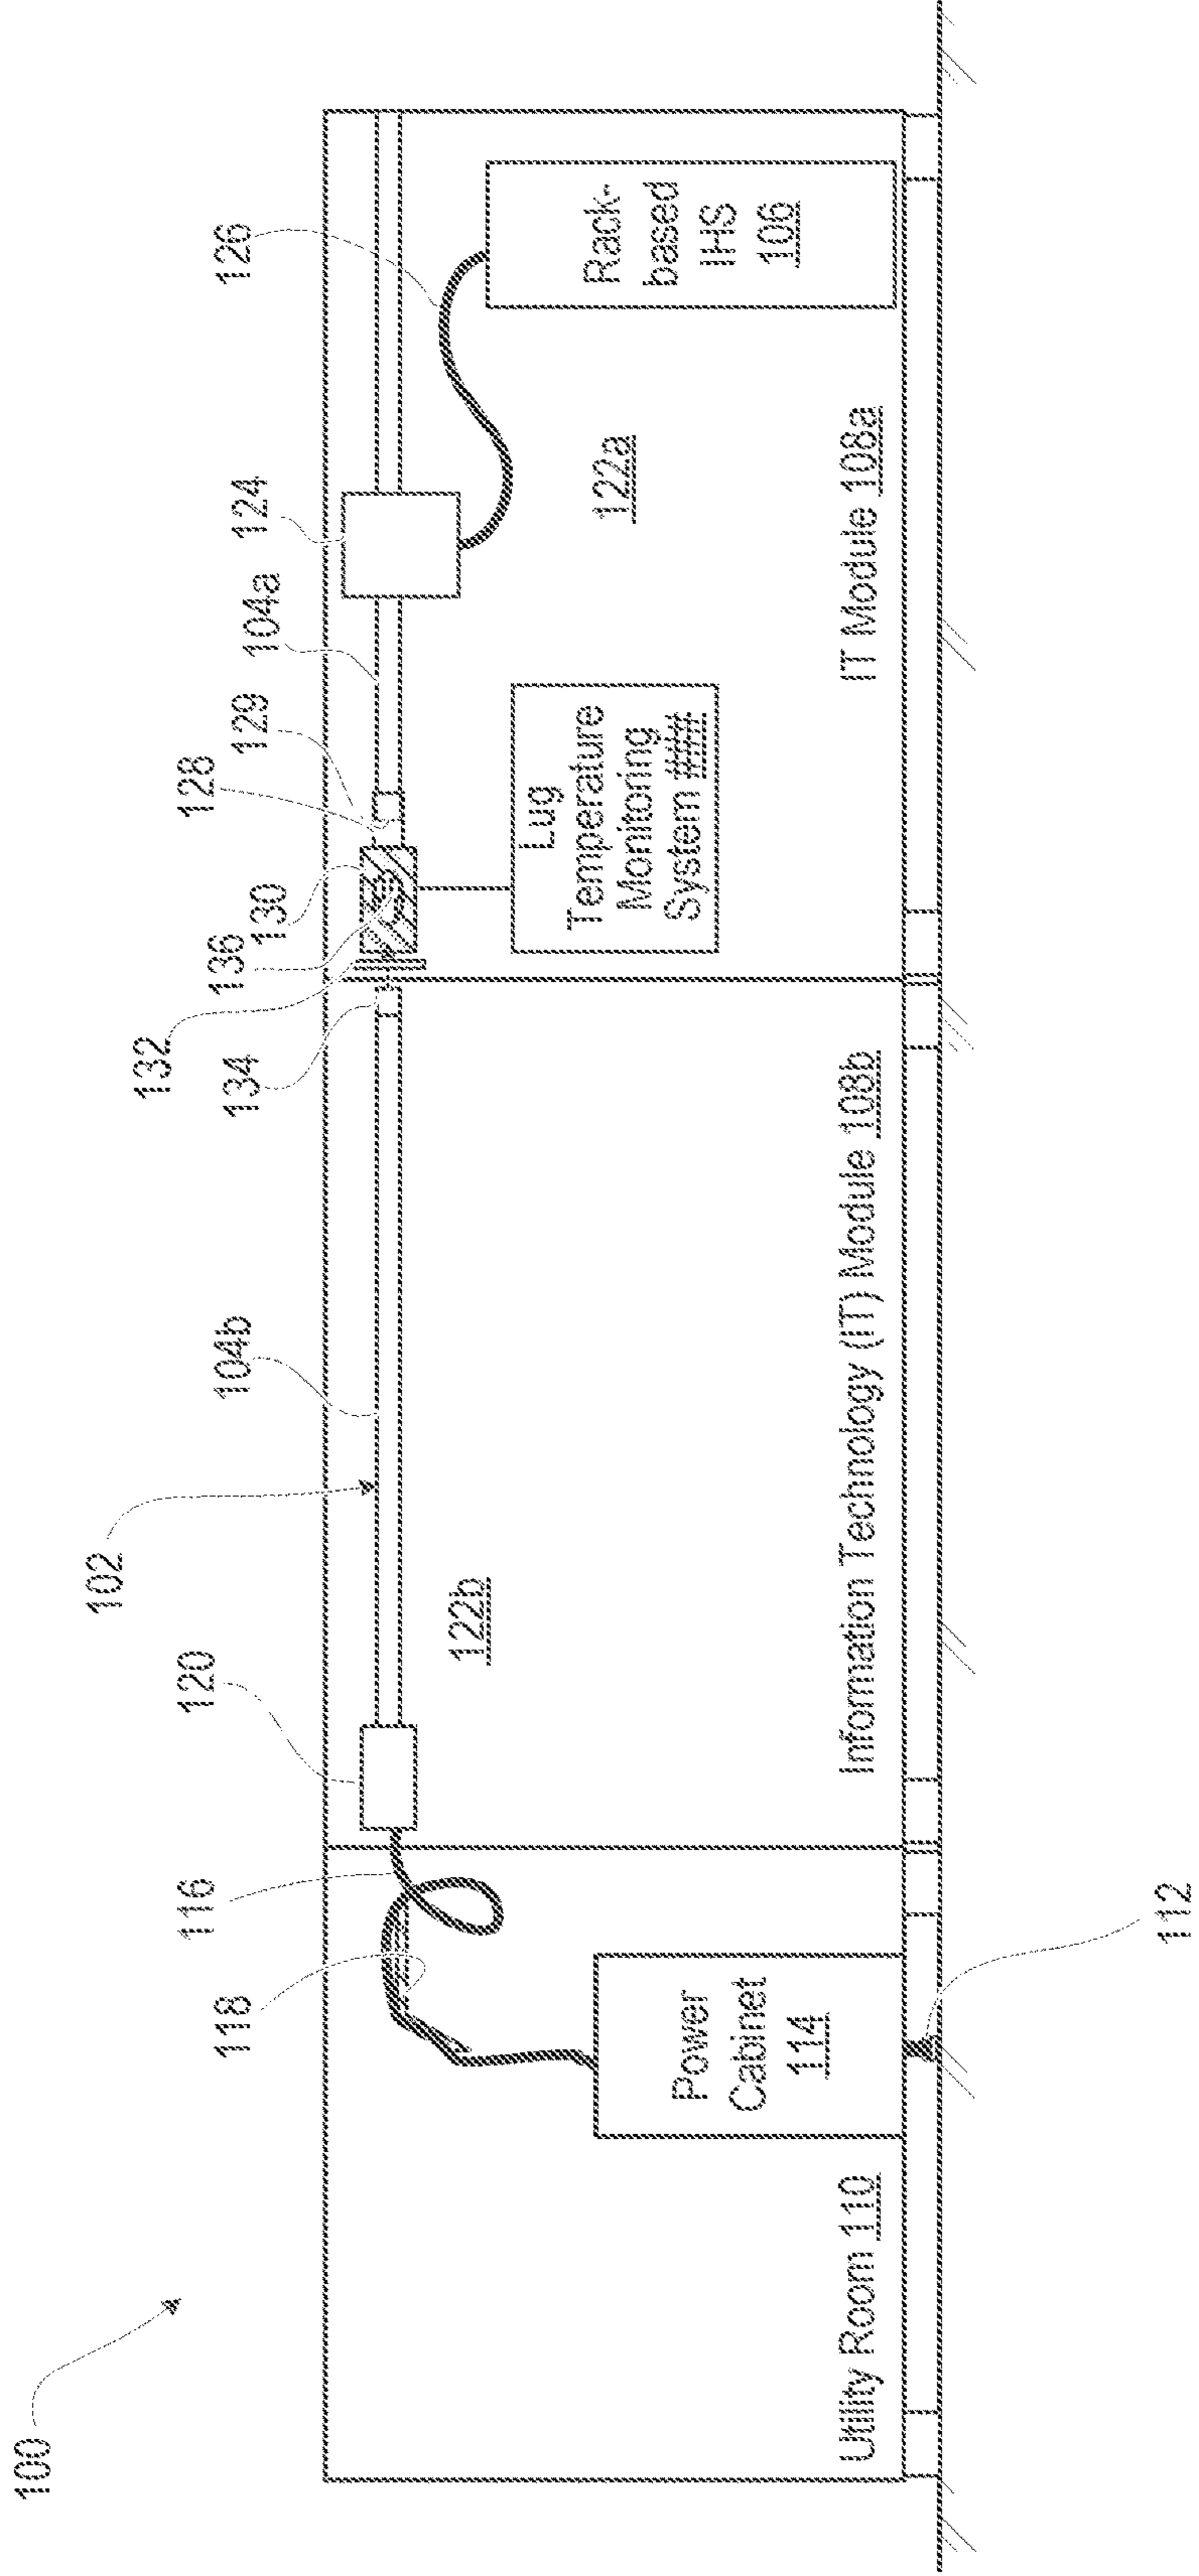 100
102
104b
120
116
118
112
132
134
136
130
128
129
104a
124
126
122b
122a
Power
Cabinet
114
Lug
Temperature
Monitoring
System ###
Rack-
based
IHS
106
Utility Room 110
Information Technology (IT) Module 108b
IT Module 108a